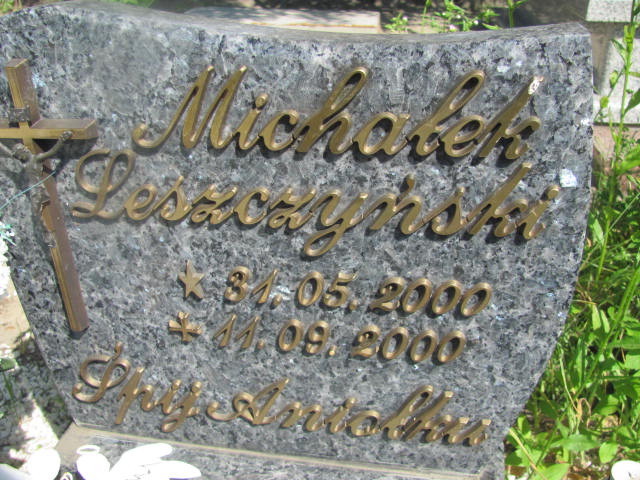 Michałek
Leszczyński
31.05.2000
11.09.2000
Śpij Aniołku